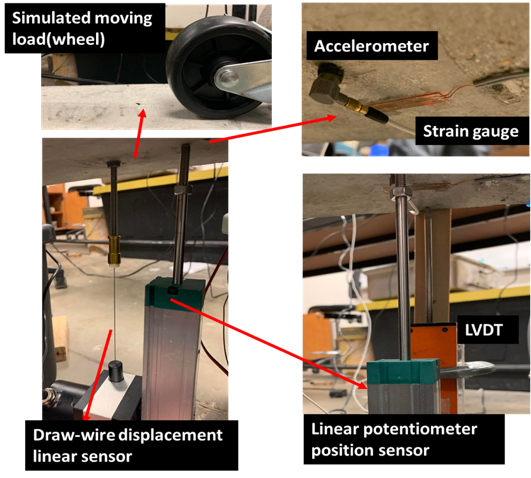 Simulated moving
load(wheel)
Accelerometer
Strain gauge
LVDT
Draw-wire displacement
linear sensor
Linear potentiometer
position sensor